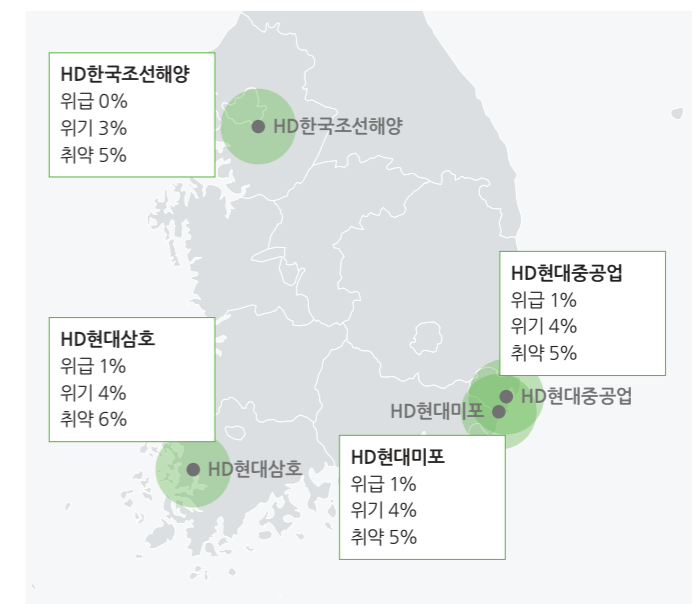 HD한국조선해양
위급 0%
위기 3%
취약 5%
HD한국조선해양
HD현대중공업
위급 1%
위기 4%
취약 5%
HD현대중공업
HD현대삼호
위급 1%
위기 4%
취약 6%
HD현대삼호
HD현대미포
HD현대미포
위급 1%
위기 4%
취약 5%